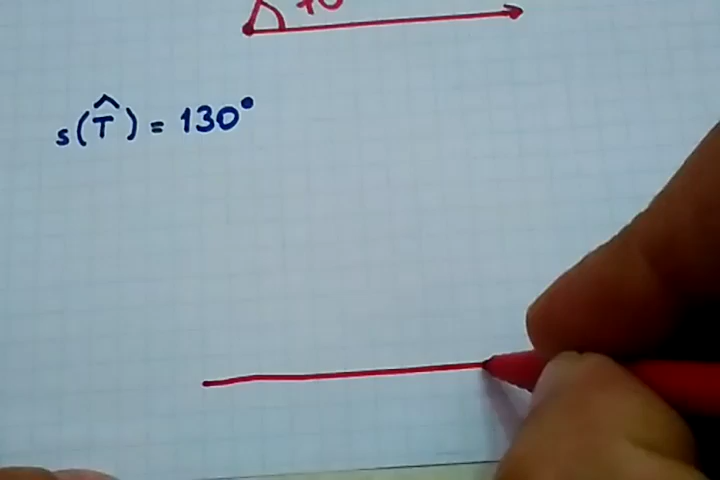 s(T̂) = 130°